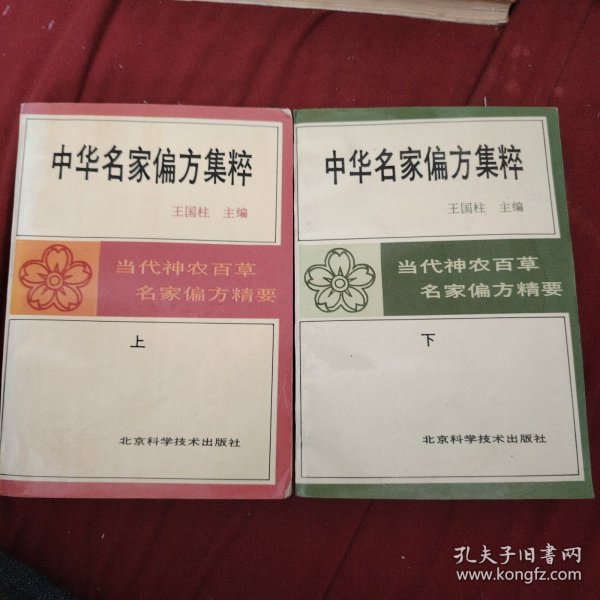 中华名家偏方集粹
王国柱 主编
当代神农百草
名家偏方精要
上
北京科学技术出版社
中华名家偏方集粹
王国柱 主编
当代神农百草
名家偏方精要
下
北京科学技术出版社
孔夫子旧书网
www.kongfz.com